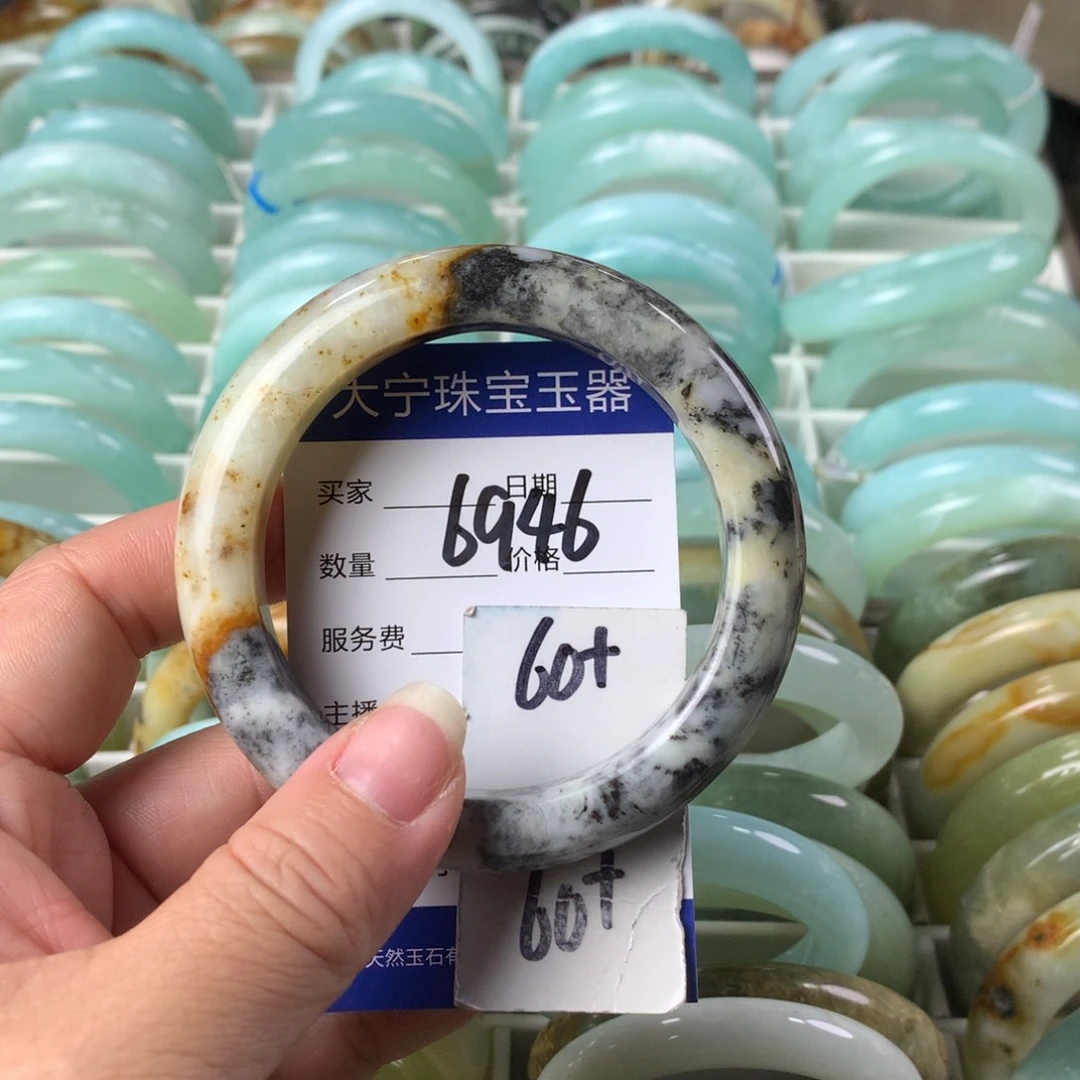 大宁珠宝玉器
买家 日期
6946
数量 价格
服务费
60+
主播
60+
天然玉石有